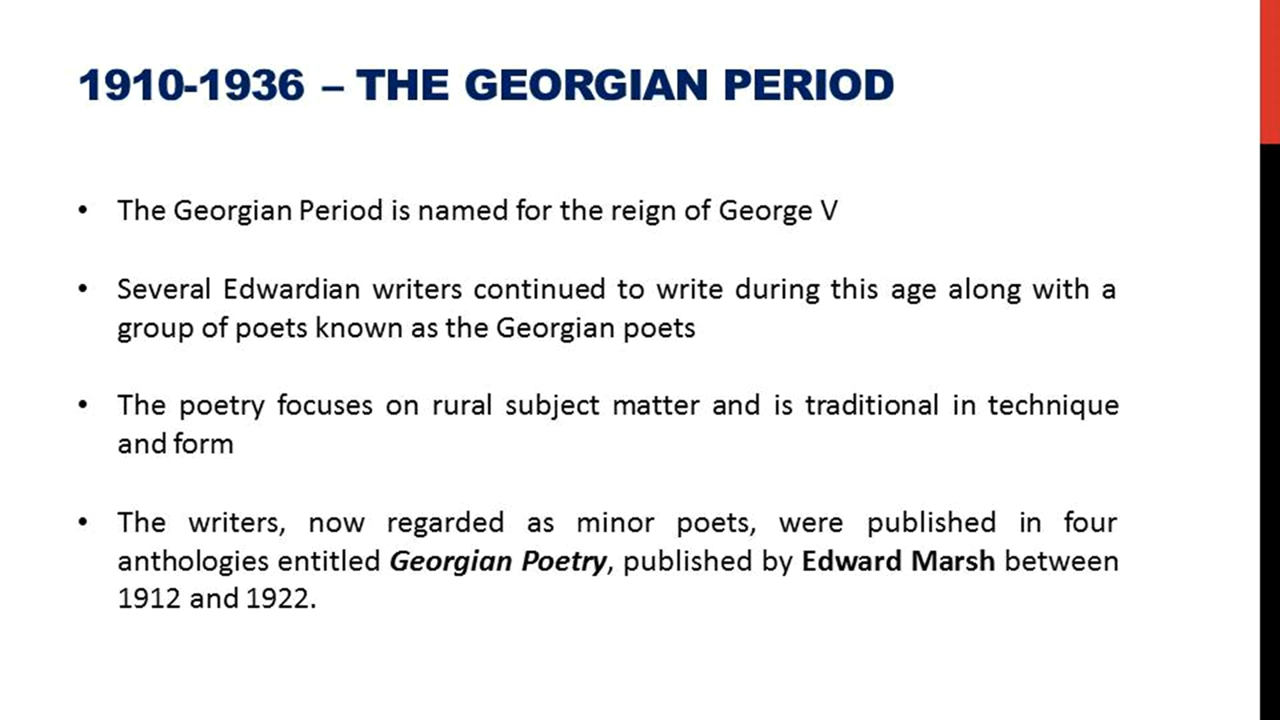 1910-1936 – THE GEORGIAN PERIOD
• The Georgian Period is named for the reign of George V
• Several Edwardian writers continued to write during this age along with a
group of poets known as the Georgian poets
• The poetry focuses on rural subject matter and is traditional in technique
and form
• The writers, now regarded as minor poets, were published in four
anthologies entitled Georgian Poetry, published by Edward Marsh between
1912 and 1922.